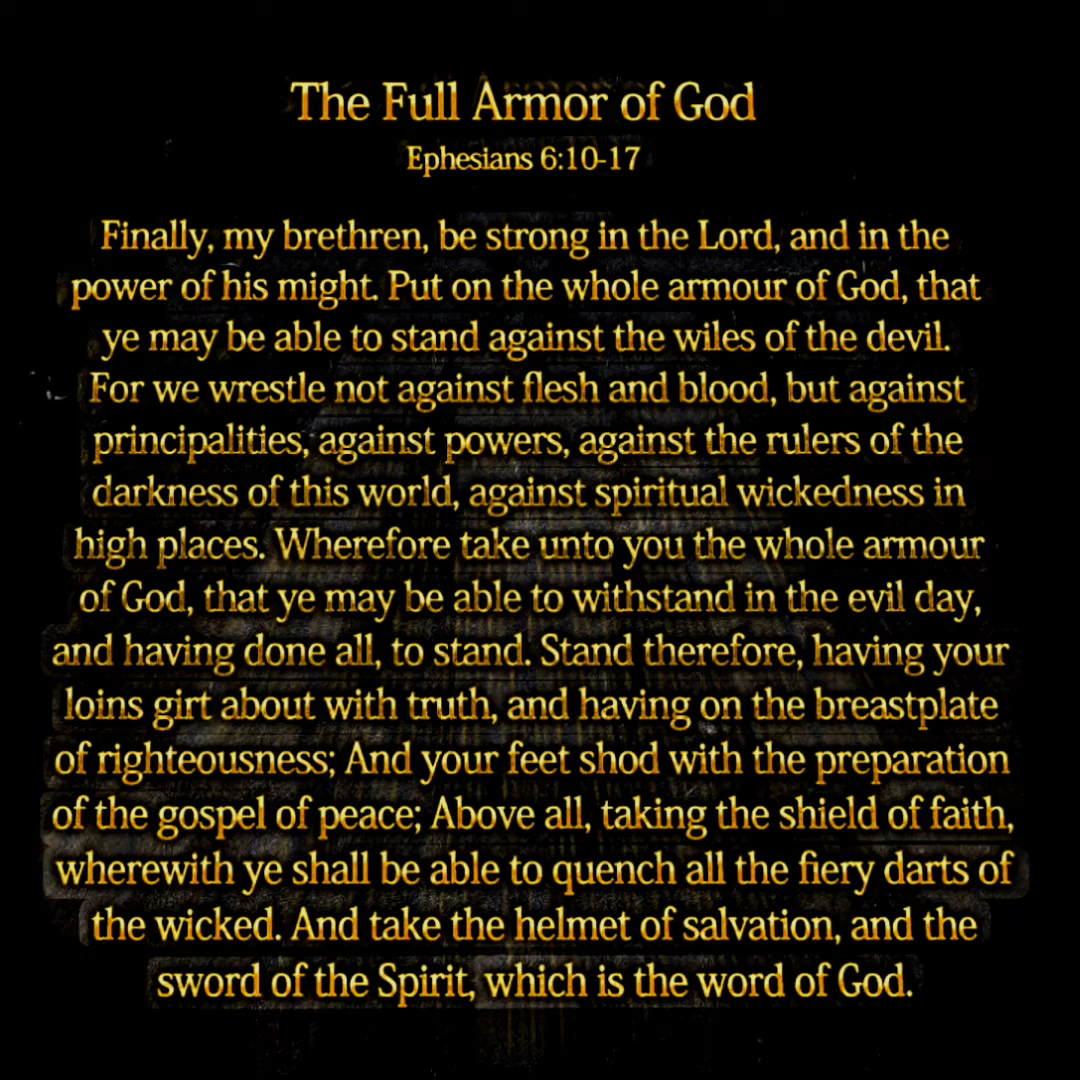 The Full Armor of God
Ephesians 6:10-17
Finally, my brethren, be strong in the Lord, and in the
power of his might. Put on the whole armour of God, that
ye may be able to stand against the wiles of the devil.
For we wrestle not against flesh and blood, but against
principalities, against powers, against the rulers of the
darkness of this world, against spiritual wickedness in
high places. Wherefore take unto you the whole armour
of God, that ye may be able to withstand in the evil day,
and having done all, to stand. Stand therefore, having your
loins girt about with truth, and having on the breastplate
of righteousness; And your feet shod with the preparation
of the gospel of peace; Above all, taking the shield of faith,
wherewith ye shall be able to quench all the fiery darts of
the wicked. And take the helmet of salvation, and the
sword of the Spirit, which is the word of God.